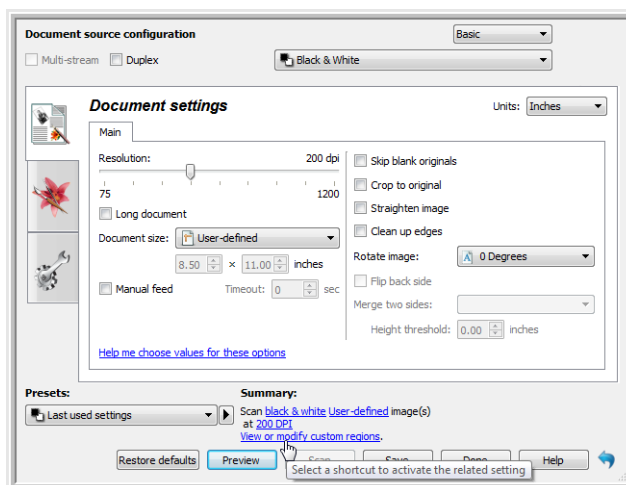 Document source configuration
Basic
Multi-stream
Duplex
Black & White
Document settings
Units:
Inches
Main
Resolution:
200 dpi
75
1200
Long document
Document size:
User-defined
8.50
×
11.00
inches
Manual feed
Timeout:
0
sec
Help me choose values for these options
Skip blank originals
Crop to original
Straighten image
Clean up edges
Rotate image:
A
0 Degrees
Flip back side
Merge two sides:
Height threshold:
0.00
inches
Presets:
Last used settings
Summary:
Scan black & white User-defined image(s)
at 200 DPI
View or modify custom regions.
Restore defaults
Preview
Scan
Save
Done
Help
Select a shortcut to activate the related setting